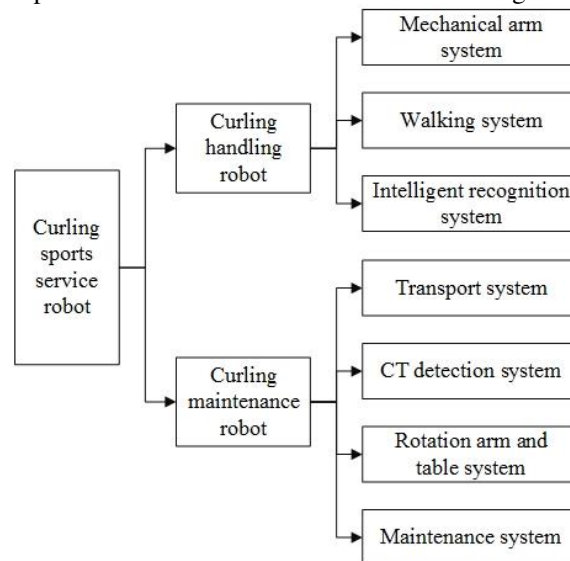 Mechanical arm
system
Curling
handling
robot
Walking system
Intelligent recognition
system
Curling
sports
service
robot
Transport system
Curling
maintenance
robot
CT detection system
Rotation arm and
table system
Maintenance system